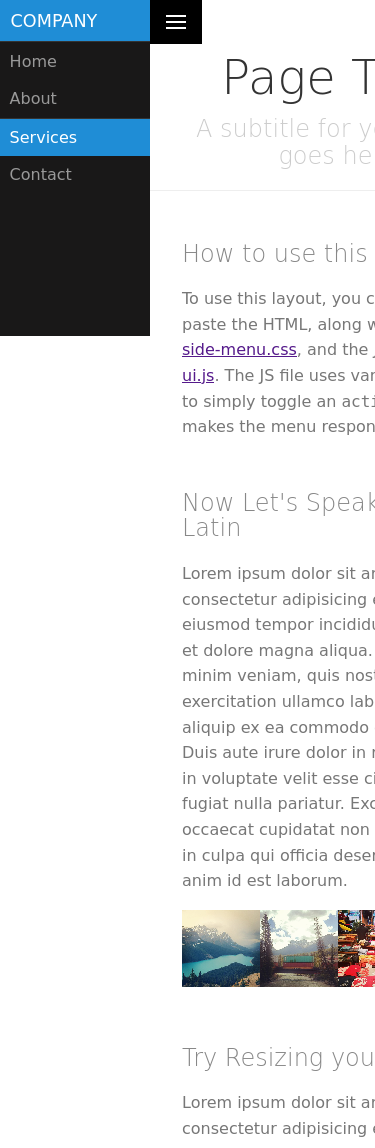 COMPANY
Home
About
Services
Contact
Page T
A subtitle for y
goes he
How to use this
To use this layout, you c
paste the HTML, along w
side-menu.css, and the
ui.js. The JS file uses var
to simply toggle an acti
makes the menu respon
Now Let's Speak
Latin
Lorem ipsum dolor sit am
consectetur adipisicing e
eiusmod tempor incididu
et dolore magna aliqua.
minim veniam, quis nost
exercitation ullamco lab
aliquip ex ea commodo
Duis aute irure dolor in r
in voluptate velit esse ci
fugiat nulla pariatur. Exc
occaecat cupidatat non
in culpa qui officia deser
anim id est laborum.
Try Resizing you
Lorem ipsum dolor sit am
consectetur adipisicing e